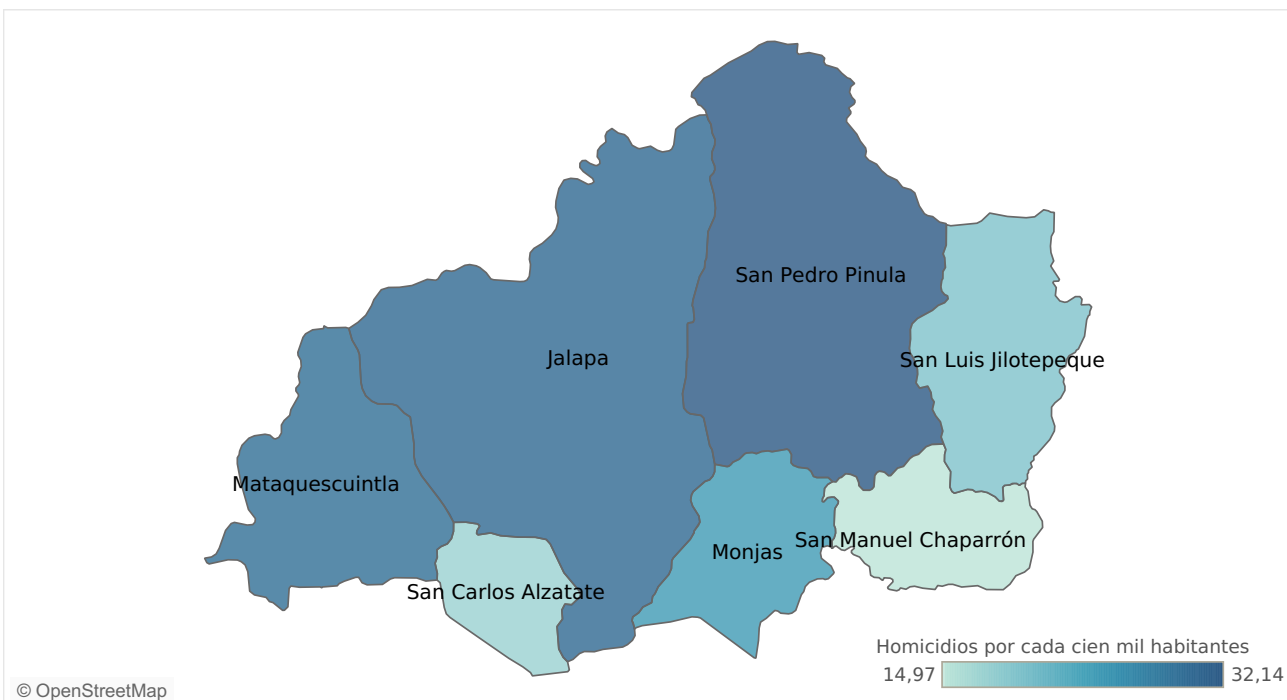 San Pedro Pinula
Jalapa
San Luis Jilotepeque
Mataquescuintla
San Manuel Chaparrón
Monjas
San Carlos Alzatate
Homicidios por cada cien mil habitantes
14,97 32,14
© OpenStreetMap